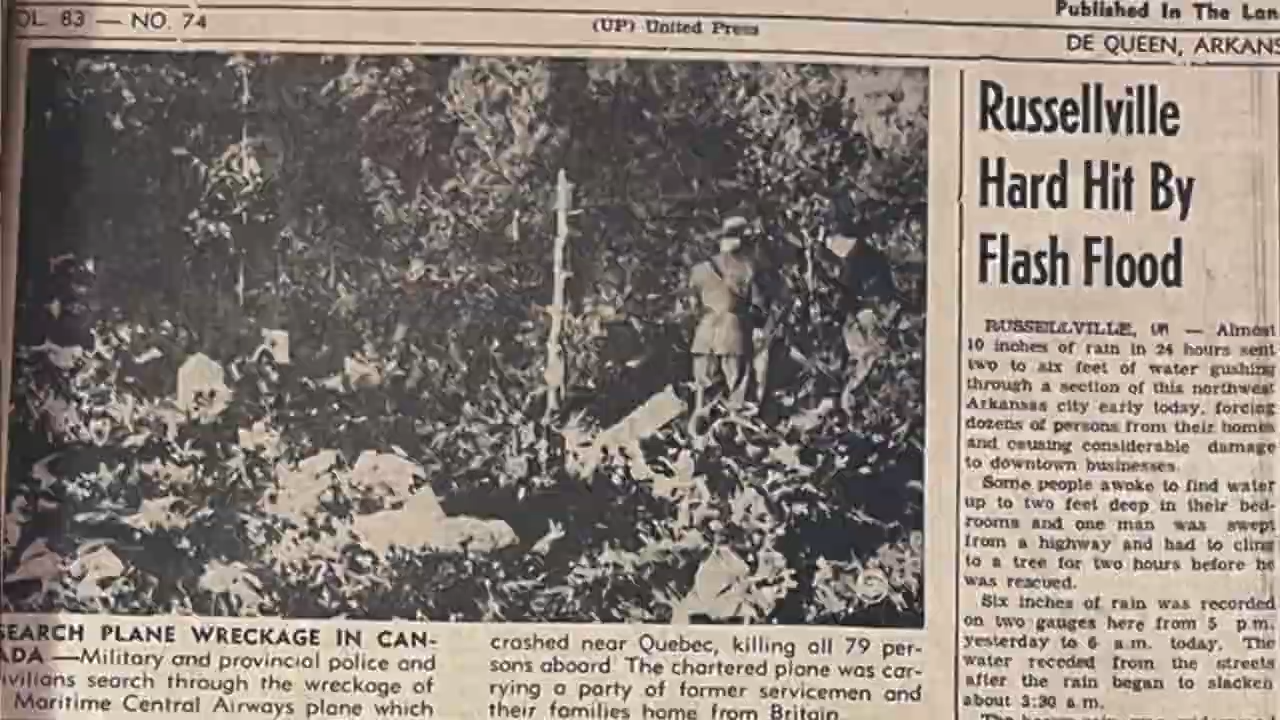 OL. 83 — NO. 74
(UP) United Press
Published In The Lan
DE QUEEN, ARKANS
SEARCH PLANE WRECKAGE IN CAN-
ADA —Military and provincial police and
ivilians search through the wreckage of
Maritime Central Airways plane which
crashed near Quebec, killing all 79 per-
sons aboard. The chartered plane was car-
rying a party of former servicemen and
their families home from Britain.
Russellville
Hard Hit By
Flash Flood
RUSSELLVILLE, UP — Almost
10 inches of rain in 24 hours sent
two to six feet of water gushing
through a section of this northwest
Arkansas city early today, forcing
dozens of persons from their homes
and causing considerable damage
to downtown businesses.
Some people awoke to find water
up to two feet deep in their bed-
rooms and one man was swept
from a highway and had to cling
to a tree for two hours before he
was rescued.
Six inches of rain was recorded
on two gauges here from 5 p.m.
yesterday to 6 a.m. today. The
water receded from the streets
after the rain began to slacken
about 3:30 a.m.